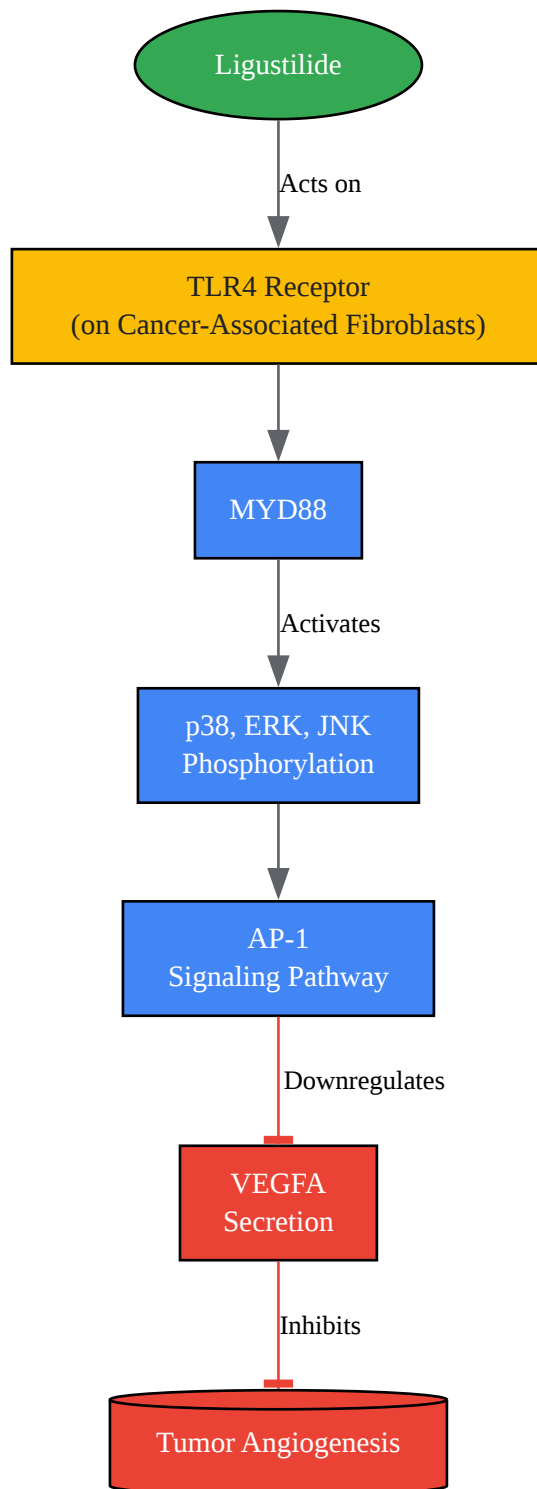 Ligustilide
Acts on
TLR4 Receptor
(on Cancer-Associated Fibroblasts)
MYD88
Activates
p38, ERK, JNK
Phosphorylation
AP-1
Signaling Pathway
Downregulates
VEGFA
Secretion
Inhibits
Tumor Angiogenesis